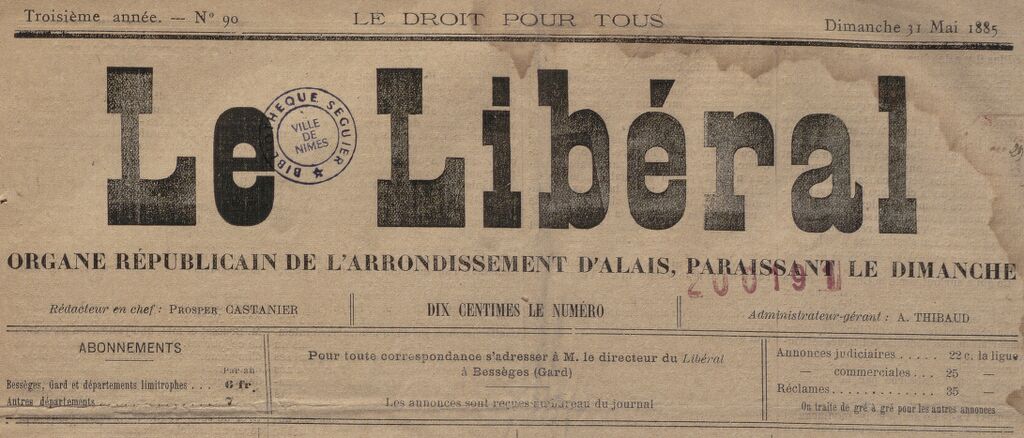 Troisième année. — N° 90
LE DROIT POUR TOUS
Dimanche 31 Mai 1885
Le Libéral
BIBLIOTHEQUE SEGUIER
VILLE
DE
NIMES
ORGANE RÉPUBLICAIN DE L'ARRONDISSEMENT D'ALAIS, PARAISSANT LE DIMANCHE
Rédacteur en chef : PROSPER CASTANIER
DIX CENTIMES LE NUMÉRO
Administrateur-gérant : A. THIBAUD
ABONNEMENTS
Par an
Bessèges, Gard et départements limitrophes . . . 6 fr.
Autres départements . . . . . . . . . . 7
Pour toute correspondance s'adresser à M. le directeur du Libéral
à Bessèges (Gard)
Les annonces sont reçues au bureau du journal
Annonces judiciaires . . . . . 22 c. la ligne
— commerciales . . . 25 —
Réclames . . . . . . . . . . . . 35 —
On traite de gré à gré pour les autres annonces